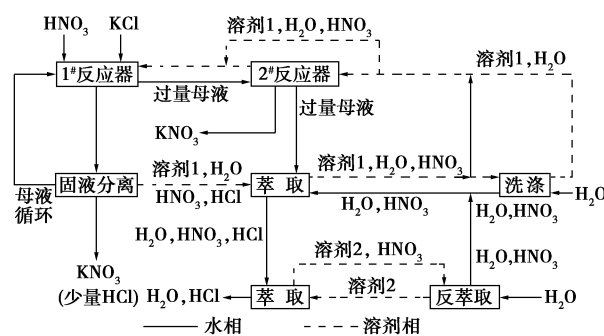 HNO₃ KCl 溶剂1,H₂O,HNO₃ 溶剂1,H₂O
1#反应器 2#反应器
过量母液 过量母液
KNO₃
母液循环 固液分离 溶剂1,H₂O HNO₃,HCl 萃取 溶剂1,H₂O,HNO₃ 洗涤 H₂O
H₂O,HNO₃ H₂O,HNO₃
H₂O,HNO₃,HCl 溶剂2, HNO₃ H₂O,HNO₃
KNO₃
(少量HCl) H₂O,HCl 萃取 溶剂2 反萃取 H₂O
水相 溶剂相